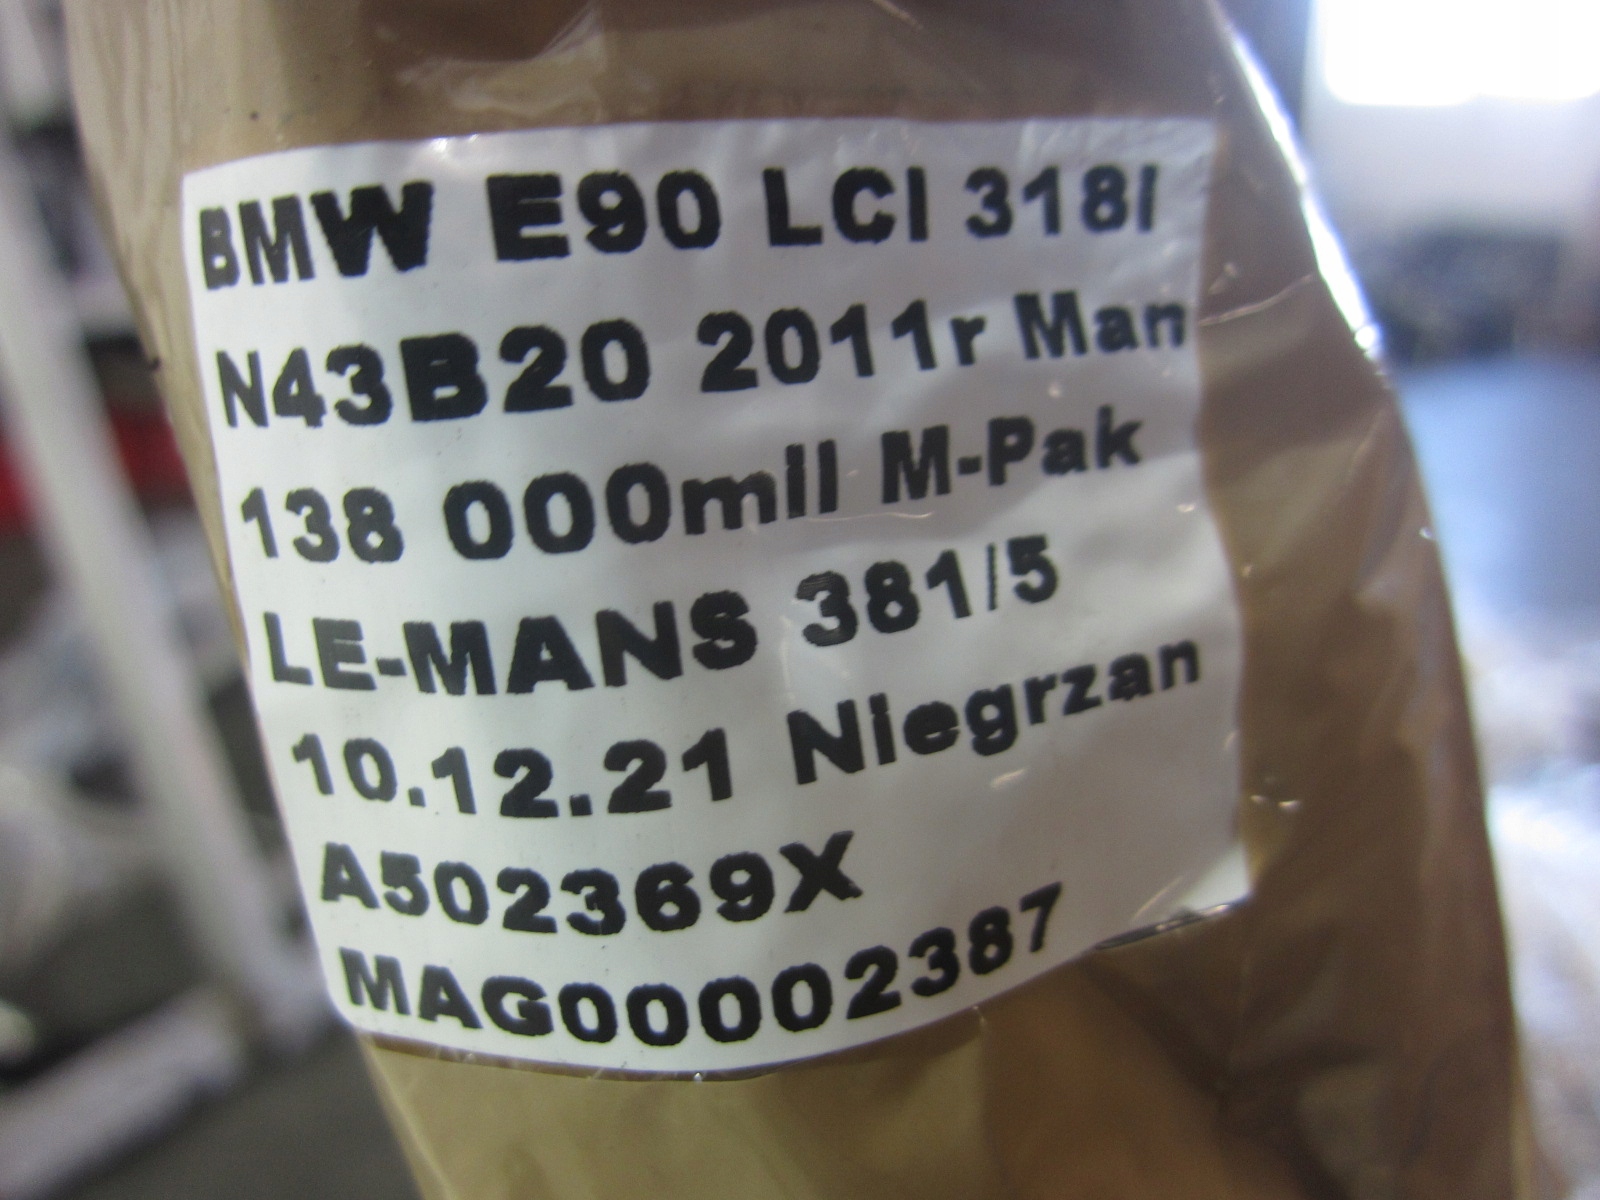 BMW E90 LCI 318I
N43B20 2011r Man
138 000mil M-Pak
LE-MANS 381/5
10.12.21 Niegrzan
A502369X
MAG00002387